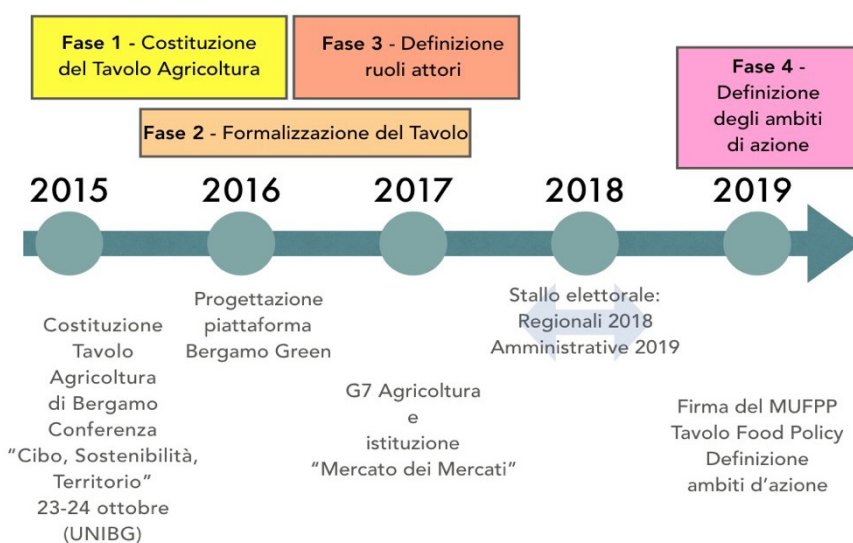 Fase 1 - Costituzione
del Tavolo Agricoltura
Fase 3 - Definizione
ruoli attori
Fase 4 -
Definizione
degli ambiti
di azione
Fase 2 - Formalizzazione del Tavolo
2015
2016
2017
2018
2019
Costituzione
Tavolo
Agricoltura
di Bergamo
Conferenza
“Cibo, Sostenibilità,
Territorio”
23-24 ottobre
(UNIBG)
Progettazione
piattaforma
Bergamo Green
G7 Agricoltura
e
istituzione
“Mercato dei Mercati”
Stallo elettorale:
Regionali 2018
Amministrative 2019
Firma del MUFPP
Tavolo Food Policy
Definizione
ambiti d’azione